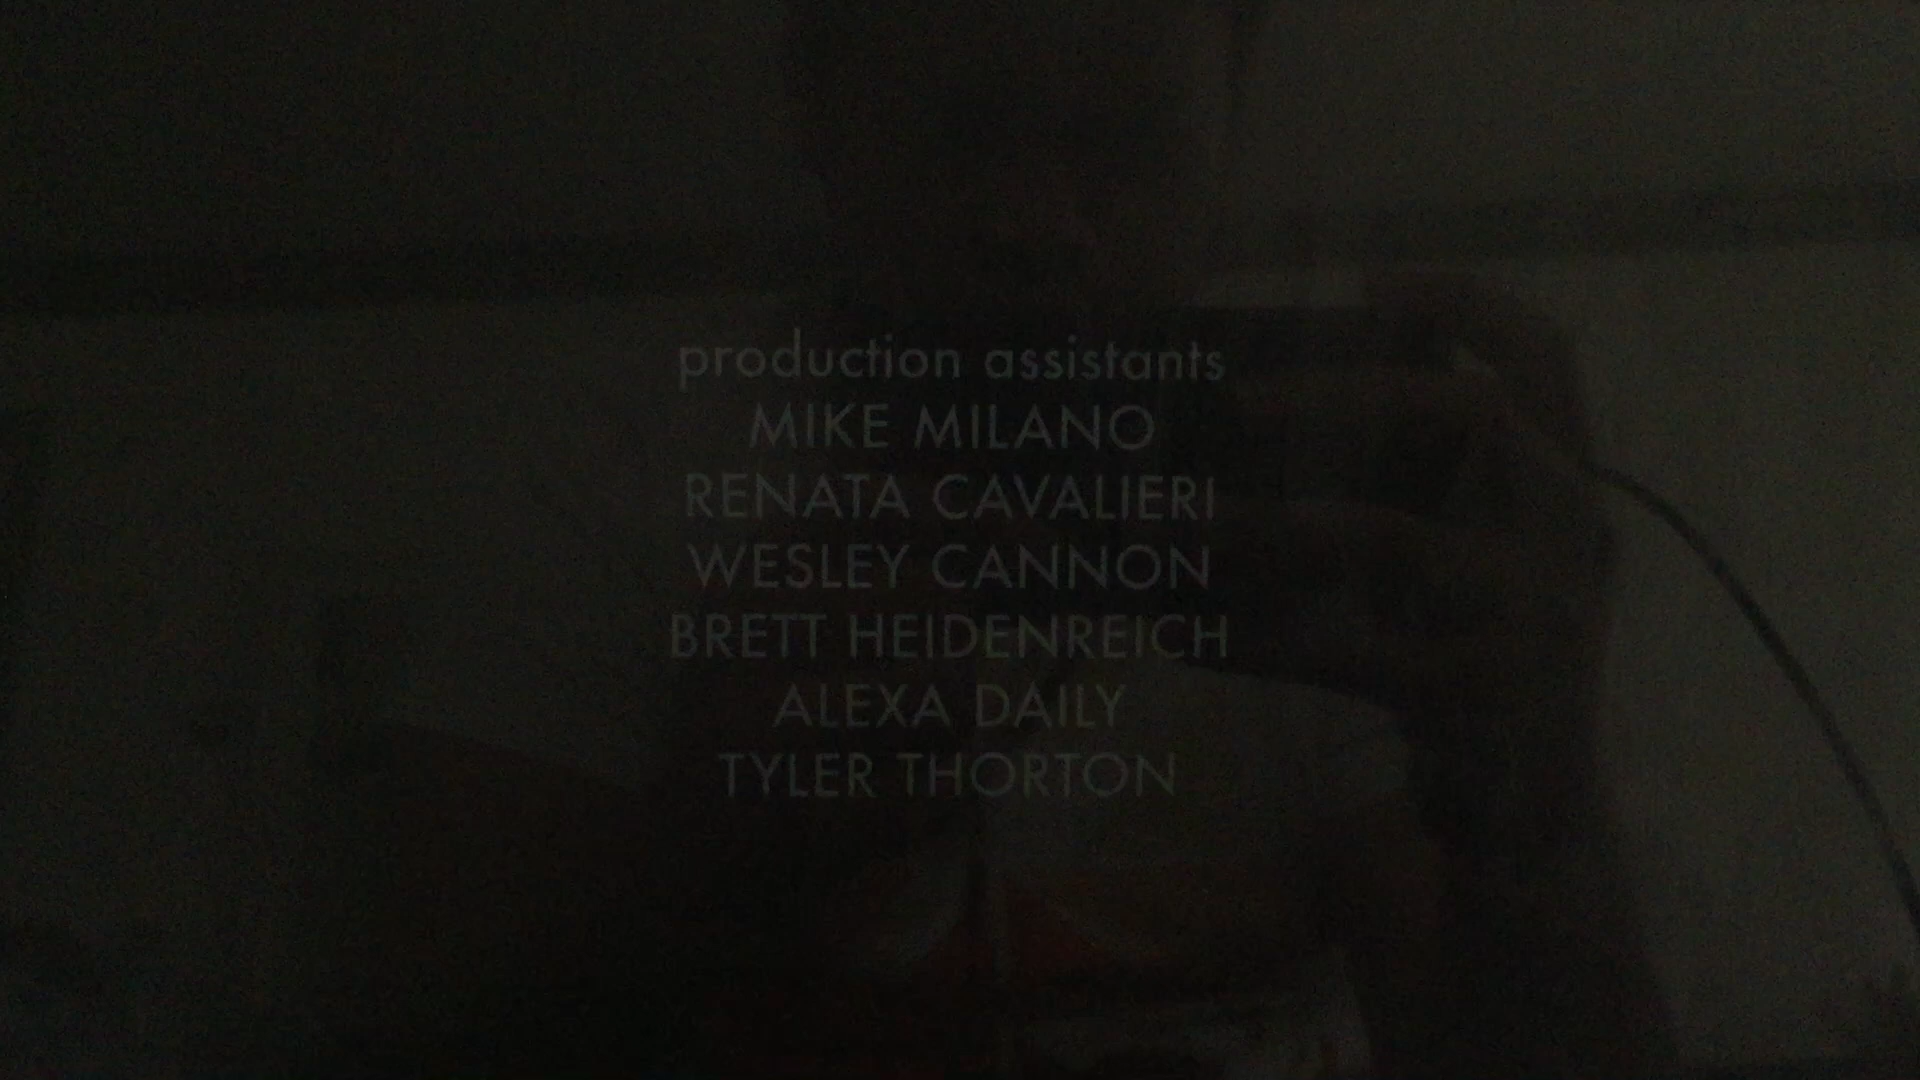 production assistants
MIKE MILANO
RENATA CAVALIERI
WESLEY CANNON
BRETT HEIDENREICH
ALEXA DAILY
TYLER THORTON